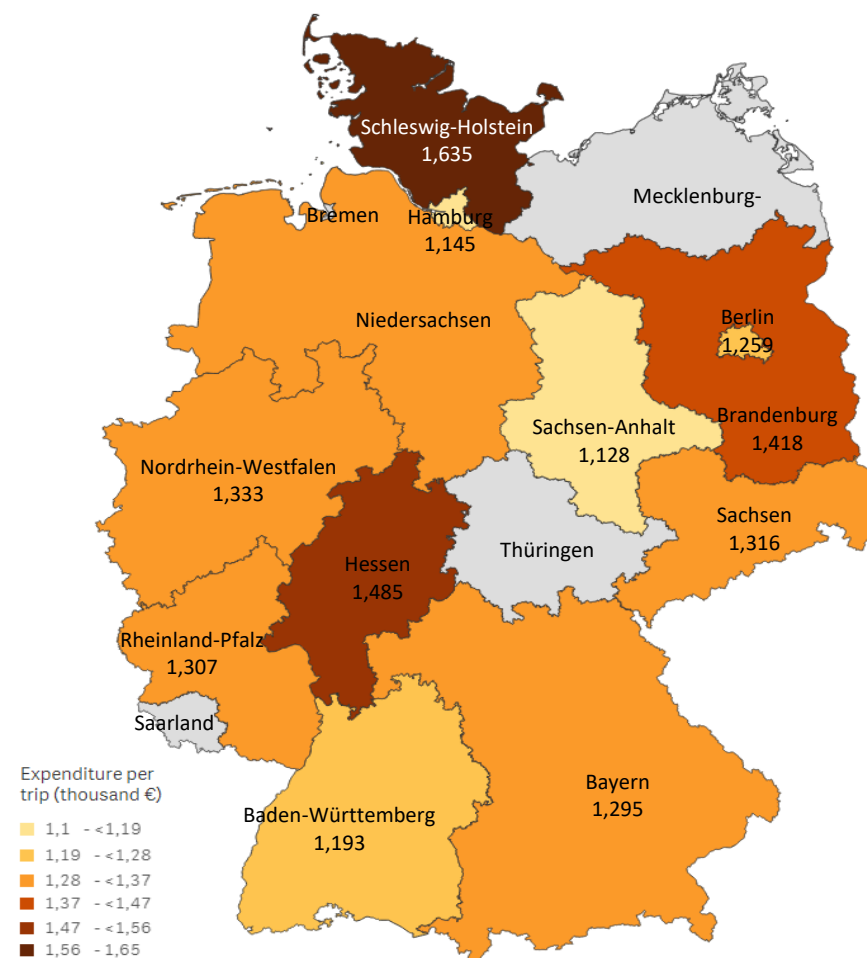 Schleswig-Holstein
1,635
Mecklenburg-
Bremen
Hamburg
1,145
Niedersachsen
Berlin
1,259
Sachsen-Anhalt
1,128
Brandenburg
1,418
Nordrhein-Westfalen
1,333
Sachsen
1,316
Thüringen
Hessen
1,485
Rheinland-Pfalz
1,307
Saarland
Bayern
1,295
Baden-Württemberg
1,193
Expenditure per
trip (thousand €)
1,1 - <1,19
1,19 - <1,28
1,28 - <1,37
1,37 - <1,47
1,47 - <1,56
1,56 - 1,65